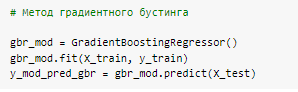 # Метод градиентного бустинга
gbr_mod = GradientBoostingRegressor()
gbr_mod.fit(X_train, y_train)
y_mod_pred_gbr = gbr_mod.predict(X_test)